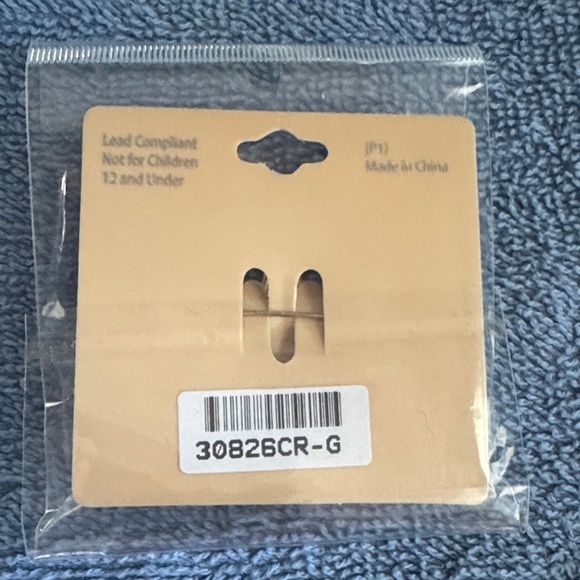 Lead Compliant
Not for Children
12 and Under
(P1)
Made in China
30826CR-G